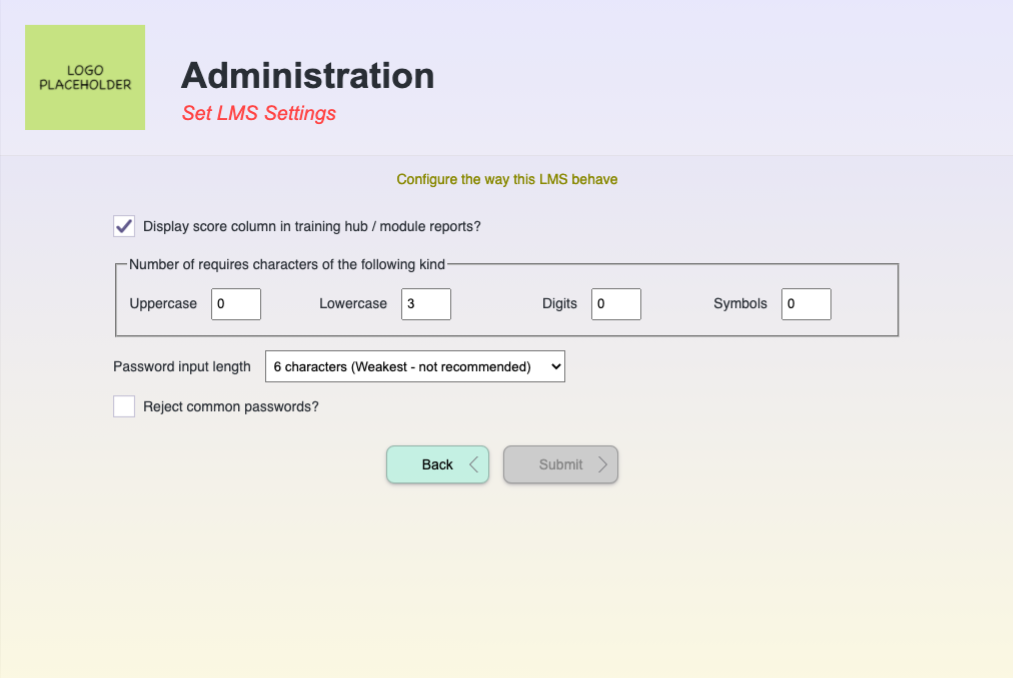 LOGO
PLACEHOLDER
Administration
Set LMS Settings
Configure the way this LMS behave
Display score column in training hub / module reports?
Number of requires characters of the following kind
Uppercase 0 Lowercase 3 Digits 0 Symbols 0
Password input length 6 characters (Weakest - not recommended)
Reject common passwords?
Back Submit